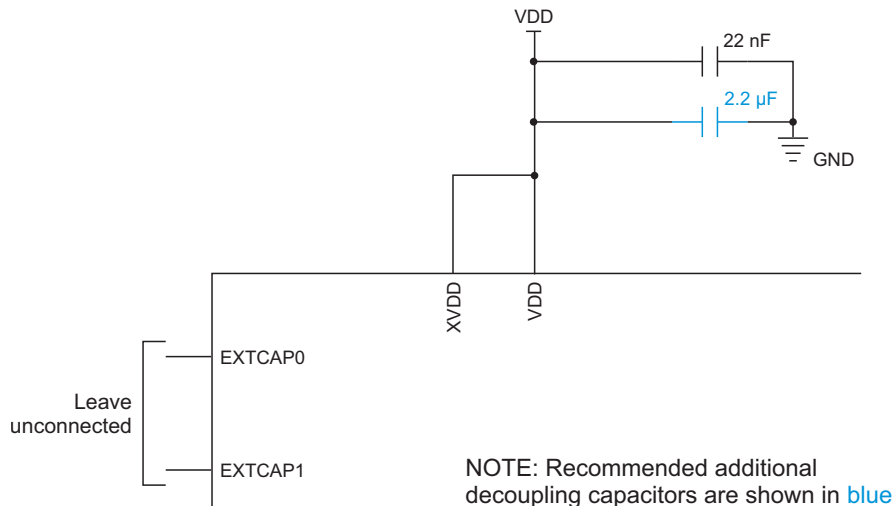 VDD
22 nF
2.2 µF
GND
XVDD
VDD
EXTCAP0
Leave
unconnected
EXTCAP1
NOTE: Recommended additional
decoupling capacitors are shown in blue